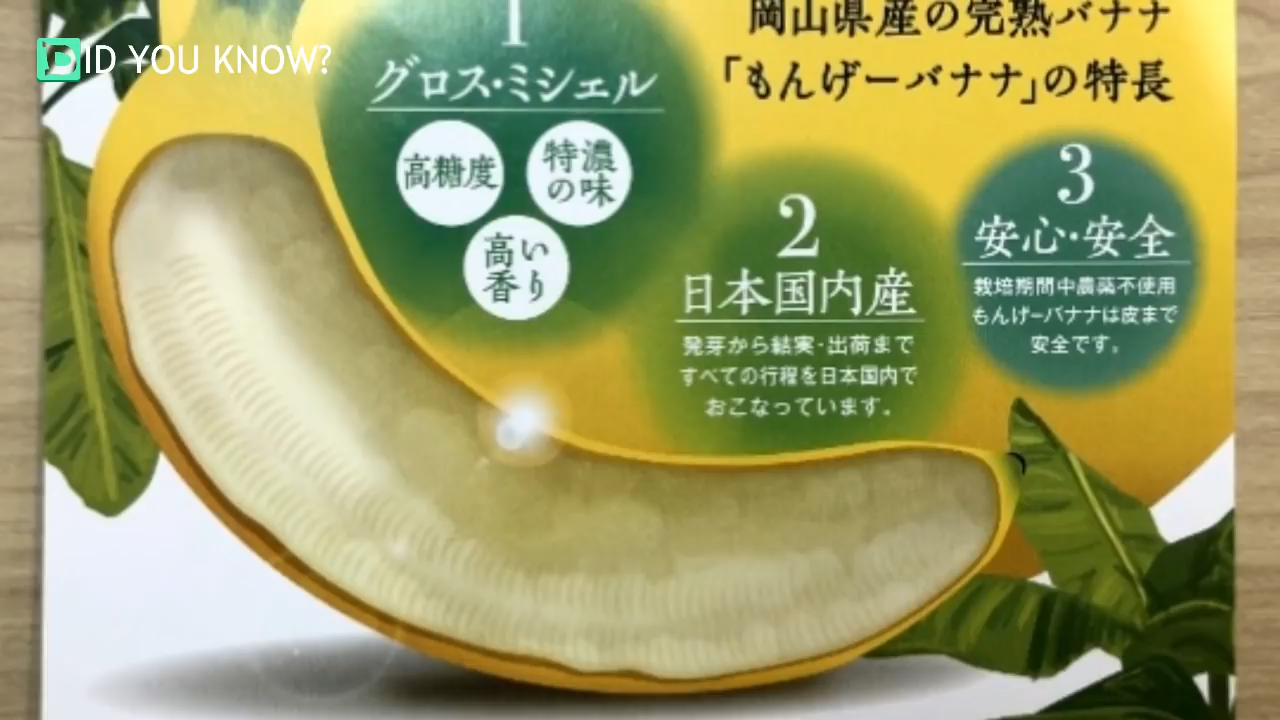 DID YOU KNOW?
岡山県産の完熟バナナ
「もんげーバナナ」の特長
1
グロス・ミシェル
高糖度
特濃
の味
高い
香り
2
日本国内産
発芽から結実・出荷まで
すべての行程を日本国内で
おこなっています。
3
安心・安全
栽培期間中農薬不使用
もんげーバナナは皮まで
安全です。